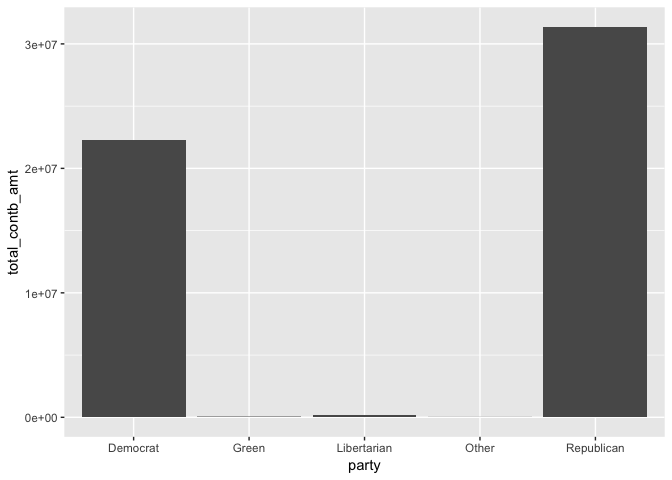 3e+07
2e+07
1e+07
0e+00
total_contb_amt
Democrat Green Libertarian Other Republican
party